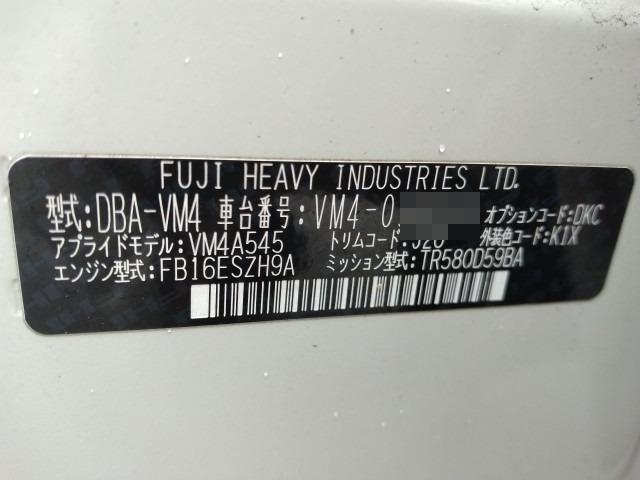 FUJI HEAVY INDUSTRIES LTD.
型式:DBA-VM4 車台番号:VM4-0 オプションコード:DKC
アプライドモデル:VM4A545 トリムコード: 外装色コード:K1X
エンジン型式:FB16ESZH9A ミッション型式:TR580D59BA